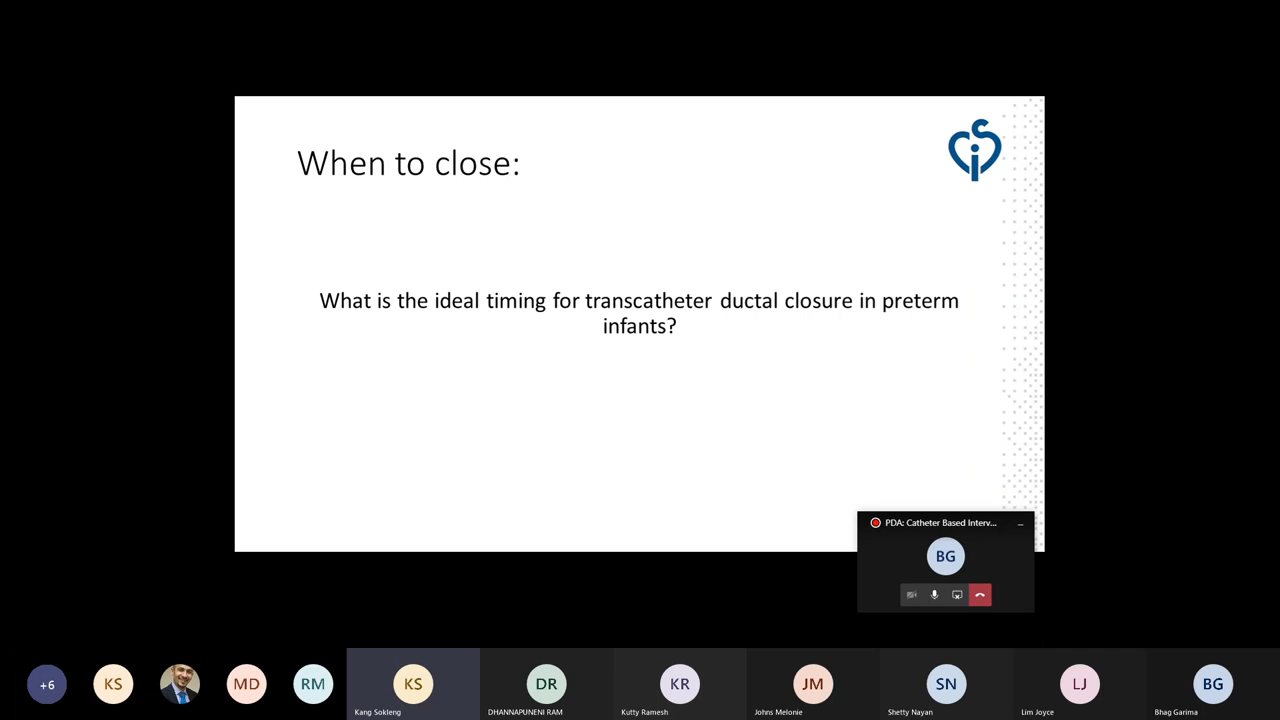 When to close:
What is the ideal timing for transcatheter ductal closure in preterm
infants?
PDA: Catheter Based Interv...
BG
+6
KS
MD
RM
KS
DR
KR
JM
SN
LJ
BG
Kang Sokleng
DHANNAPUNENI RAM
Kutty Ramesh
Johns Melonie
Shetty Nayan
Lim Joyce
Bhag Garima